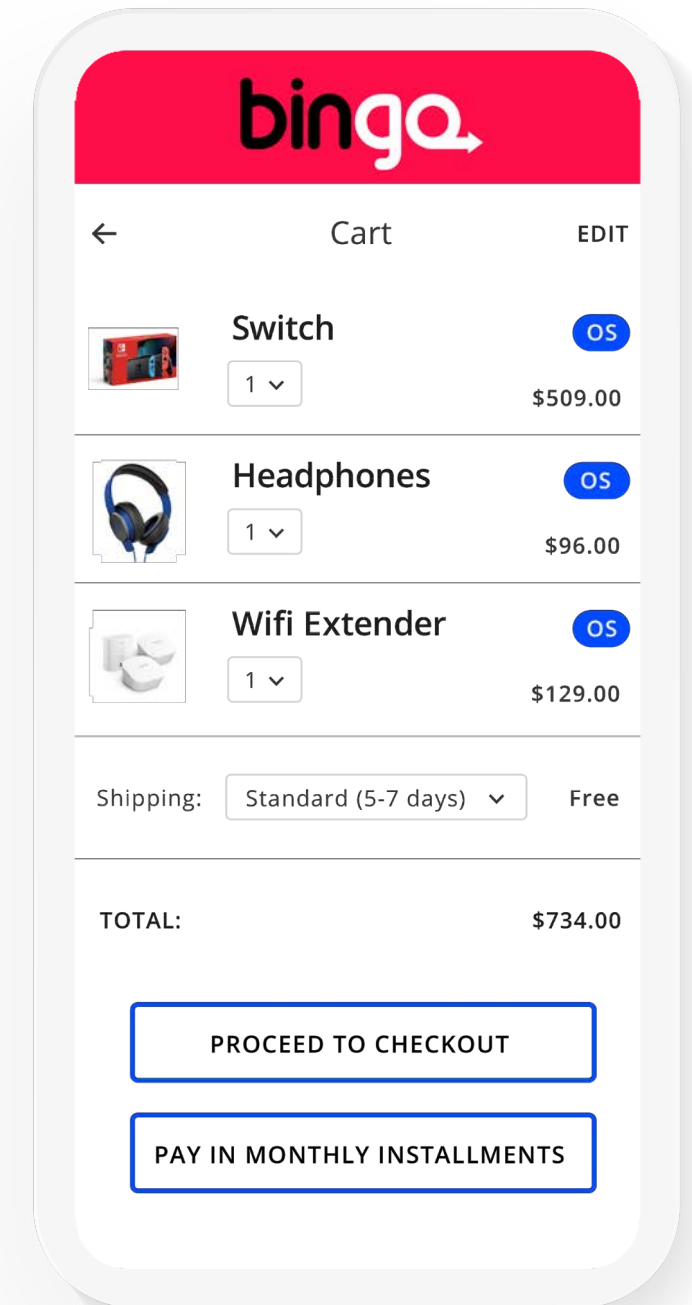 bingo
Cart
EDIT
Switch
OS
1
$509.00
Headphones
OS
1
$96.00
Wifi Extender
OS
1
$129.00
Shipping:
Standard (5-7 days)
Free
TOTAL:
$734.00
PROCEED TO CHECKOUT
PAY IN MONTHLY INSTALLMENTS